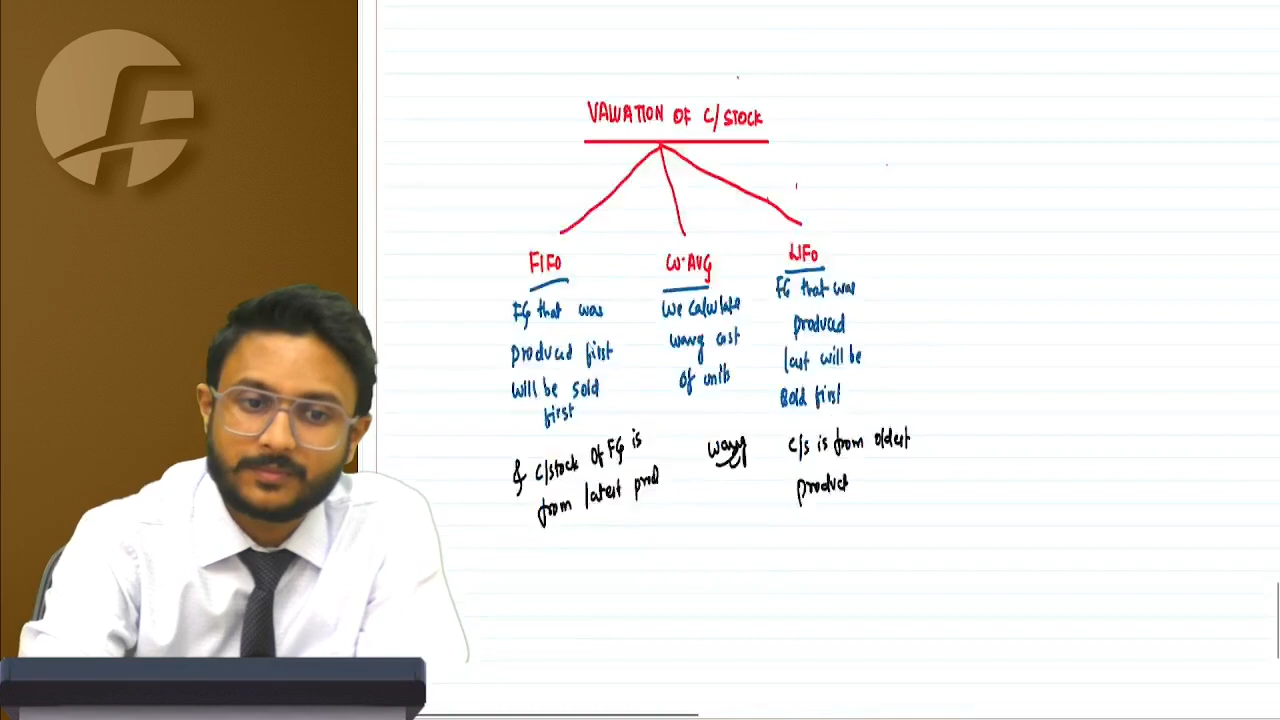 VALUATION OF C/STOCK
FIFO
FG that was
produced first
will be sold
first
& C/stock of FG is
from latest prod
W.AVG
We calculate
wavg cost
of units
wavg
LIFO
FG that was
produced
last will be
sold first
C/s is from oldest
product